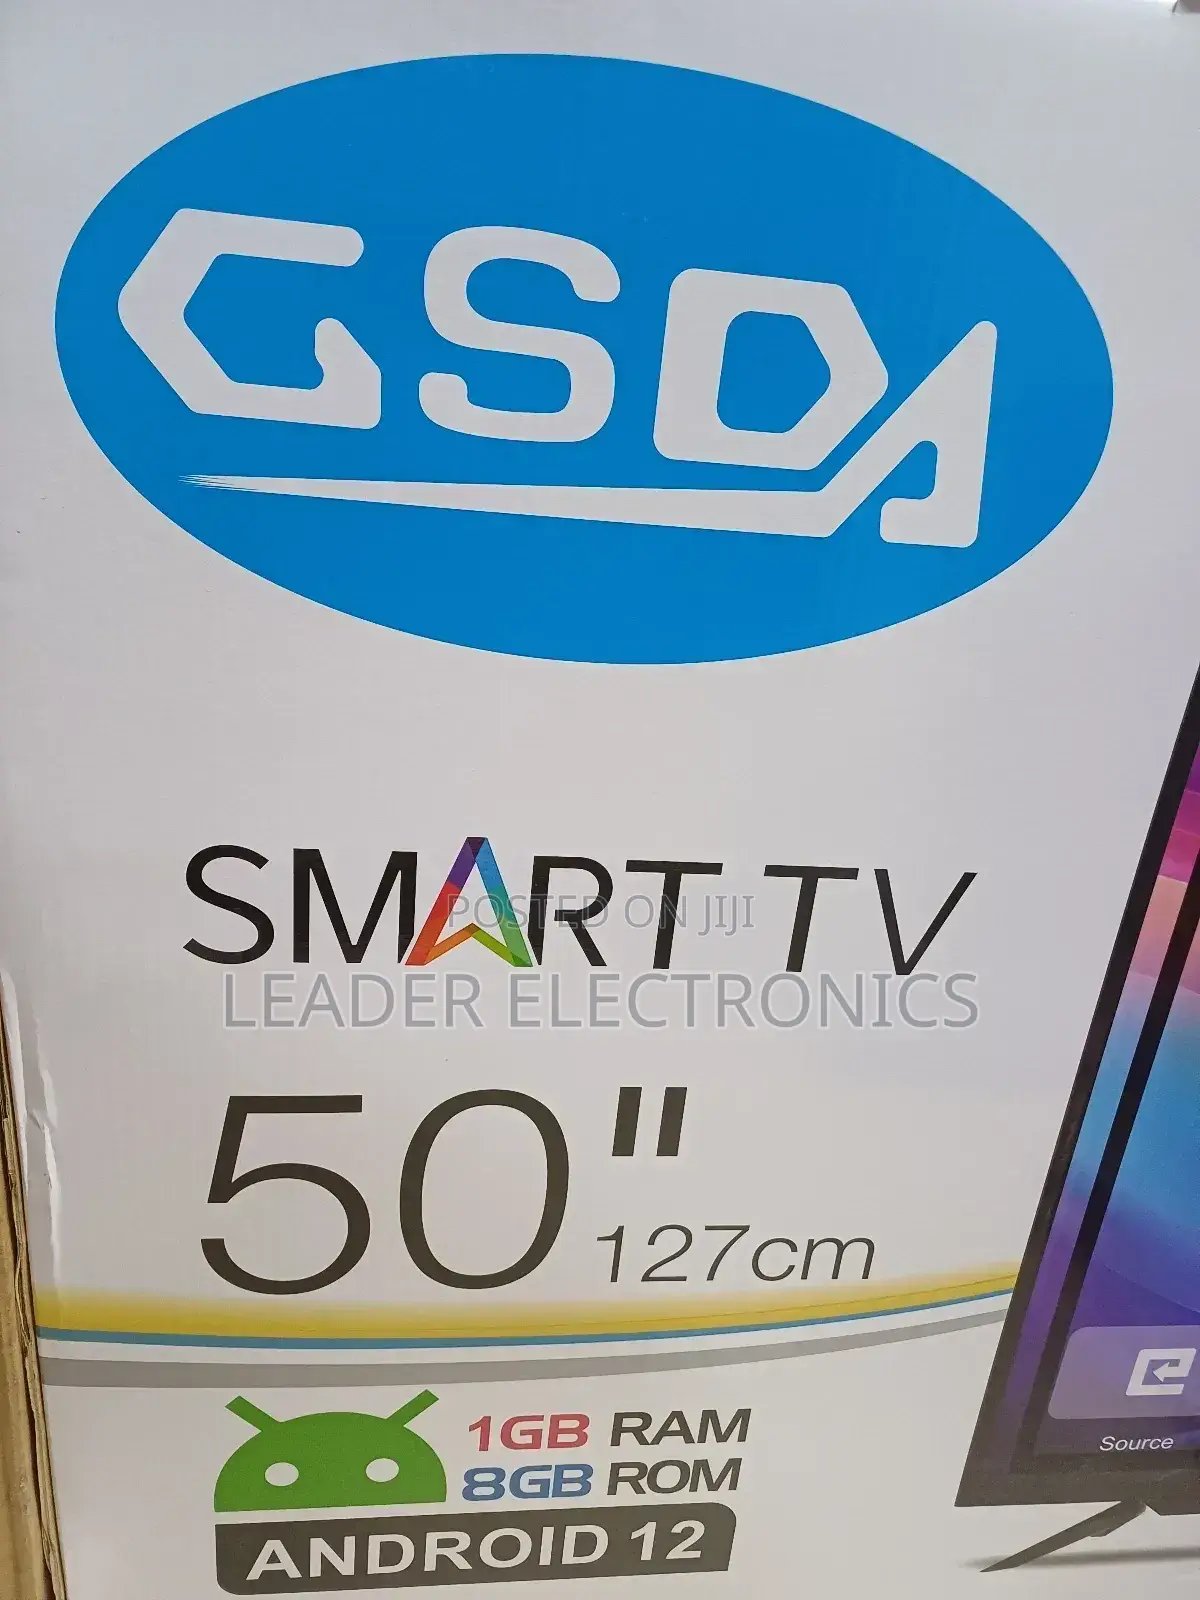 GSDA
SMART TV
POSTED ON JIJI
LEADER ELECTRONICS
50"
127cm
1GB RAM
8GB ROM
ANDROID 12
Source